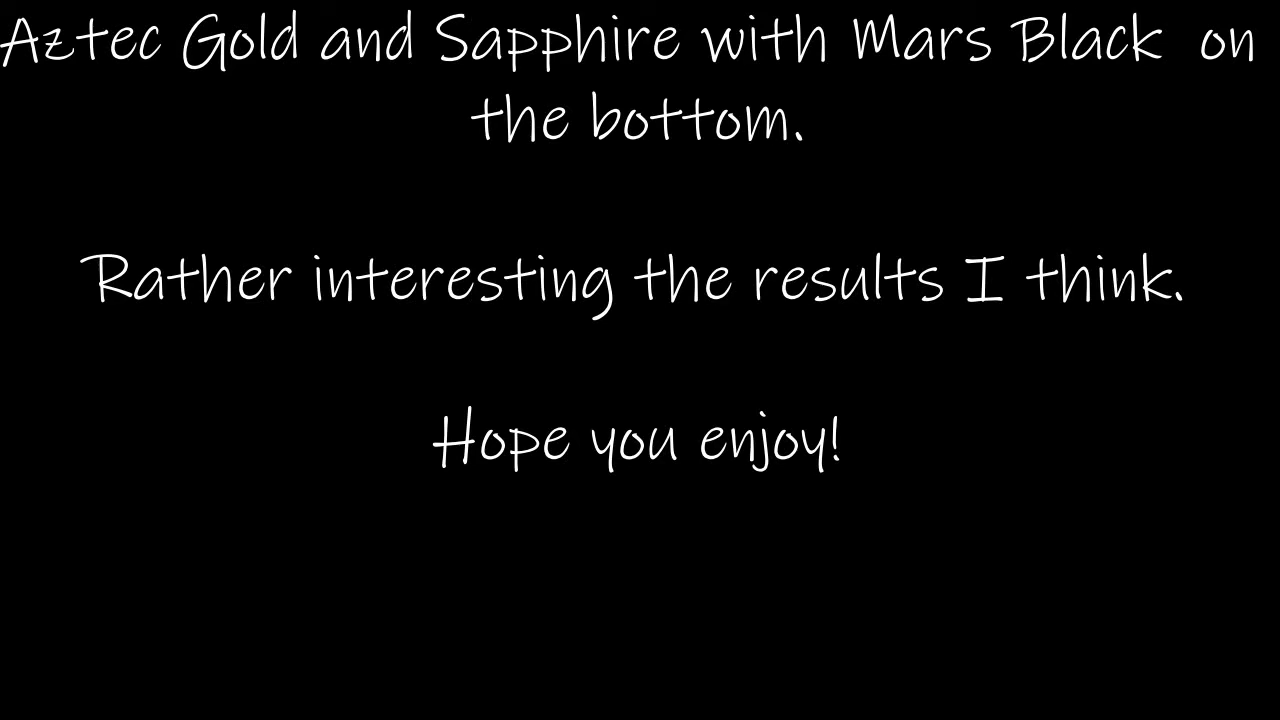 Aztec Gold and Sapphire with Mars Black  on
the bottom.
Rather interesting the results I think.
Hope you enjoy!